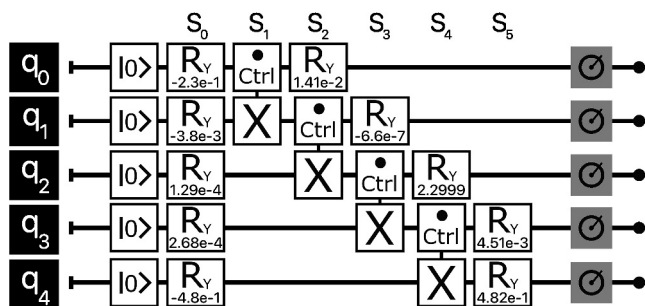 S0 S1 S2 S3 S4 S5
q0 |0> RY -2.3e-1 Ctrl RY 1.41e-2
q1 |0> RY -3.8e-3 X Ctrl RY -6.6e-7
q2 |0> RY 1.29e-4 X Ctrl RY 2.2999
q3 |0> RY 2.68e-4 X Ctrl RY 4.51e-3
q4 |0> RY -4.8e-1 X RY 4.82e-1